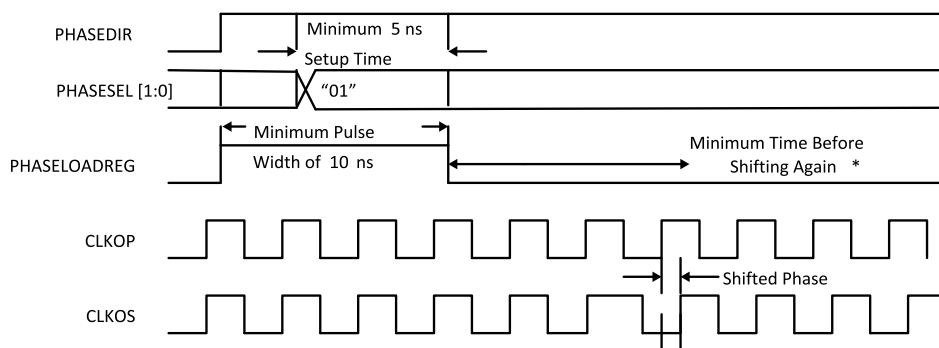 PHASEDIR
Minimum 5 ns
Setup Time
PHASESEL [1:0]
“01”
Minimum Pulse
Width of 10 ns
PHASELOADREG
Minimum Time Before
Shifting Again *
CLKOP
Shifted Phase
CLKOS